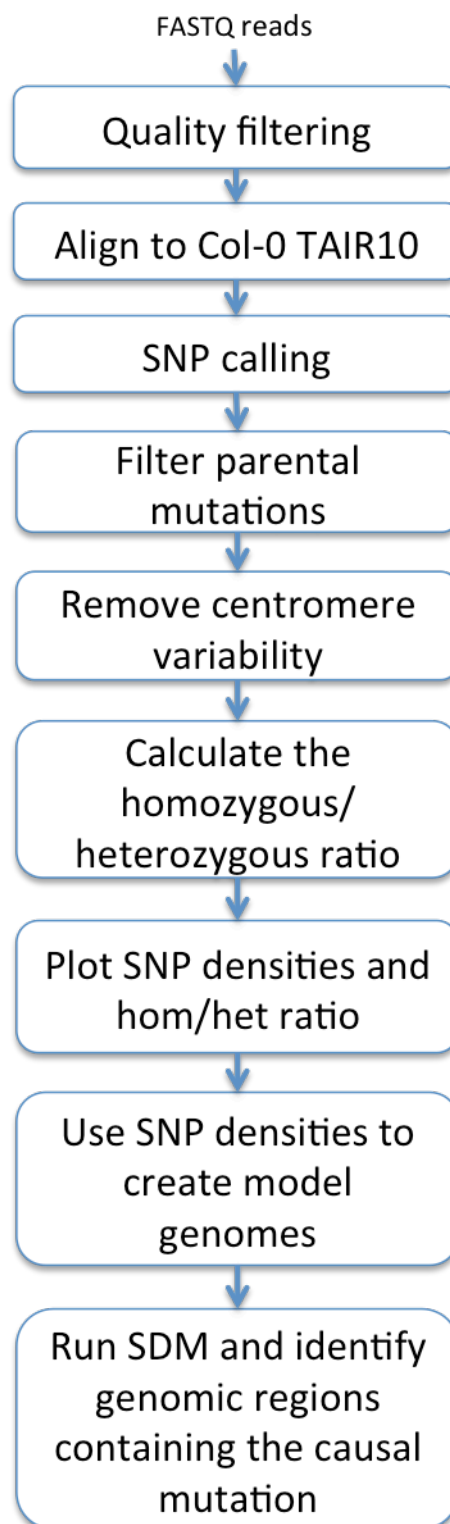 FASTQ reads
Quality filtering
Align to Col-0 TAIR10
SNP calling
Filter parental
mutations
Remove centromere
variability
Calculate the
homozygous/
heterozygous ratio
Plot SNP densities and
hom/het ratio
Use SNP densities to
create model
genomes
Run SDM and identify
genomic regions
containing the causal
mutation